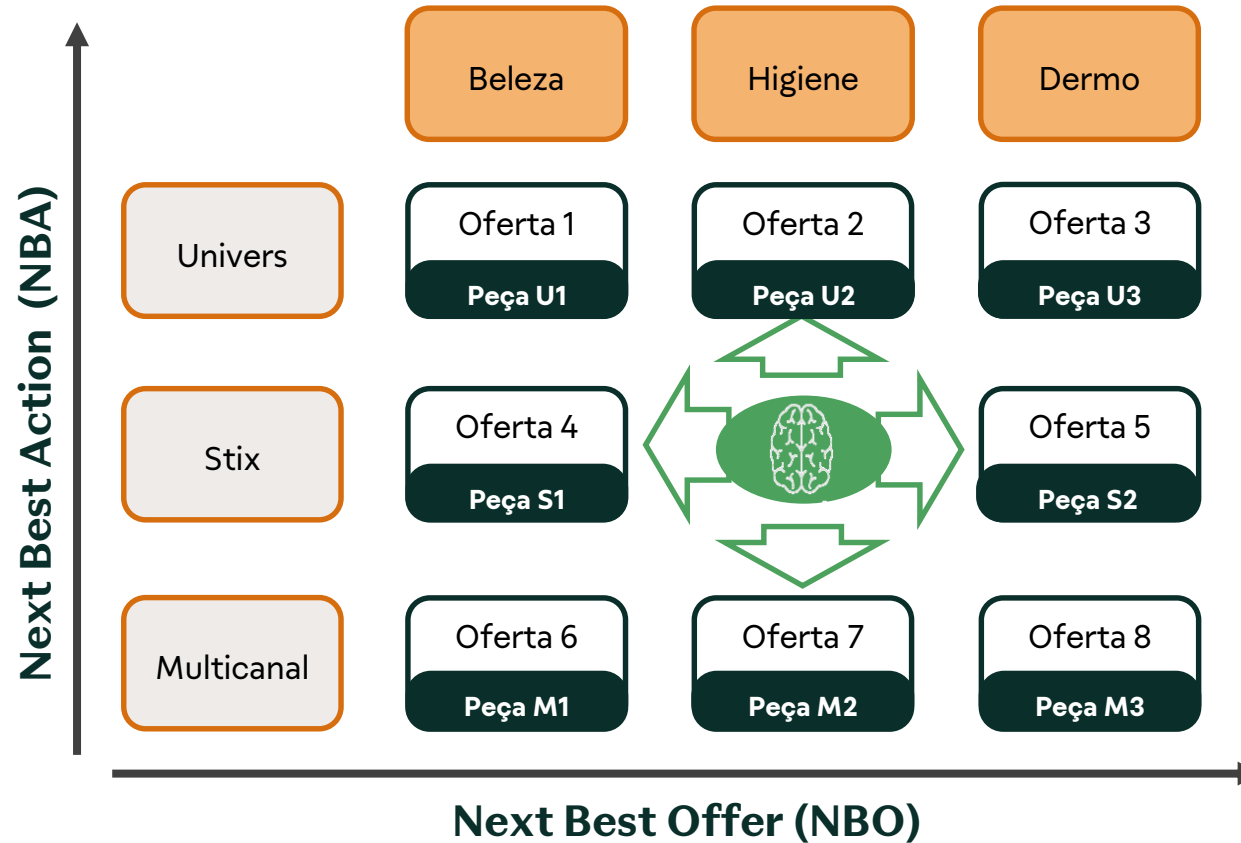 Beleza
Higiene
Dermo
Next Best Action (NBA)
Univers
Oferta 1
Peça U1
Oferta 2
Peça U2
Oferta 3
Peça U3
Stix
Oferta 4
Peça S1
Oferta 5
Peça S2
Multicanal
Oferta 6
Peça M1
Oferta 7
Peça M2
Oferta 8
Peça M3
Next Best Offer (NBO)